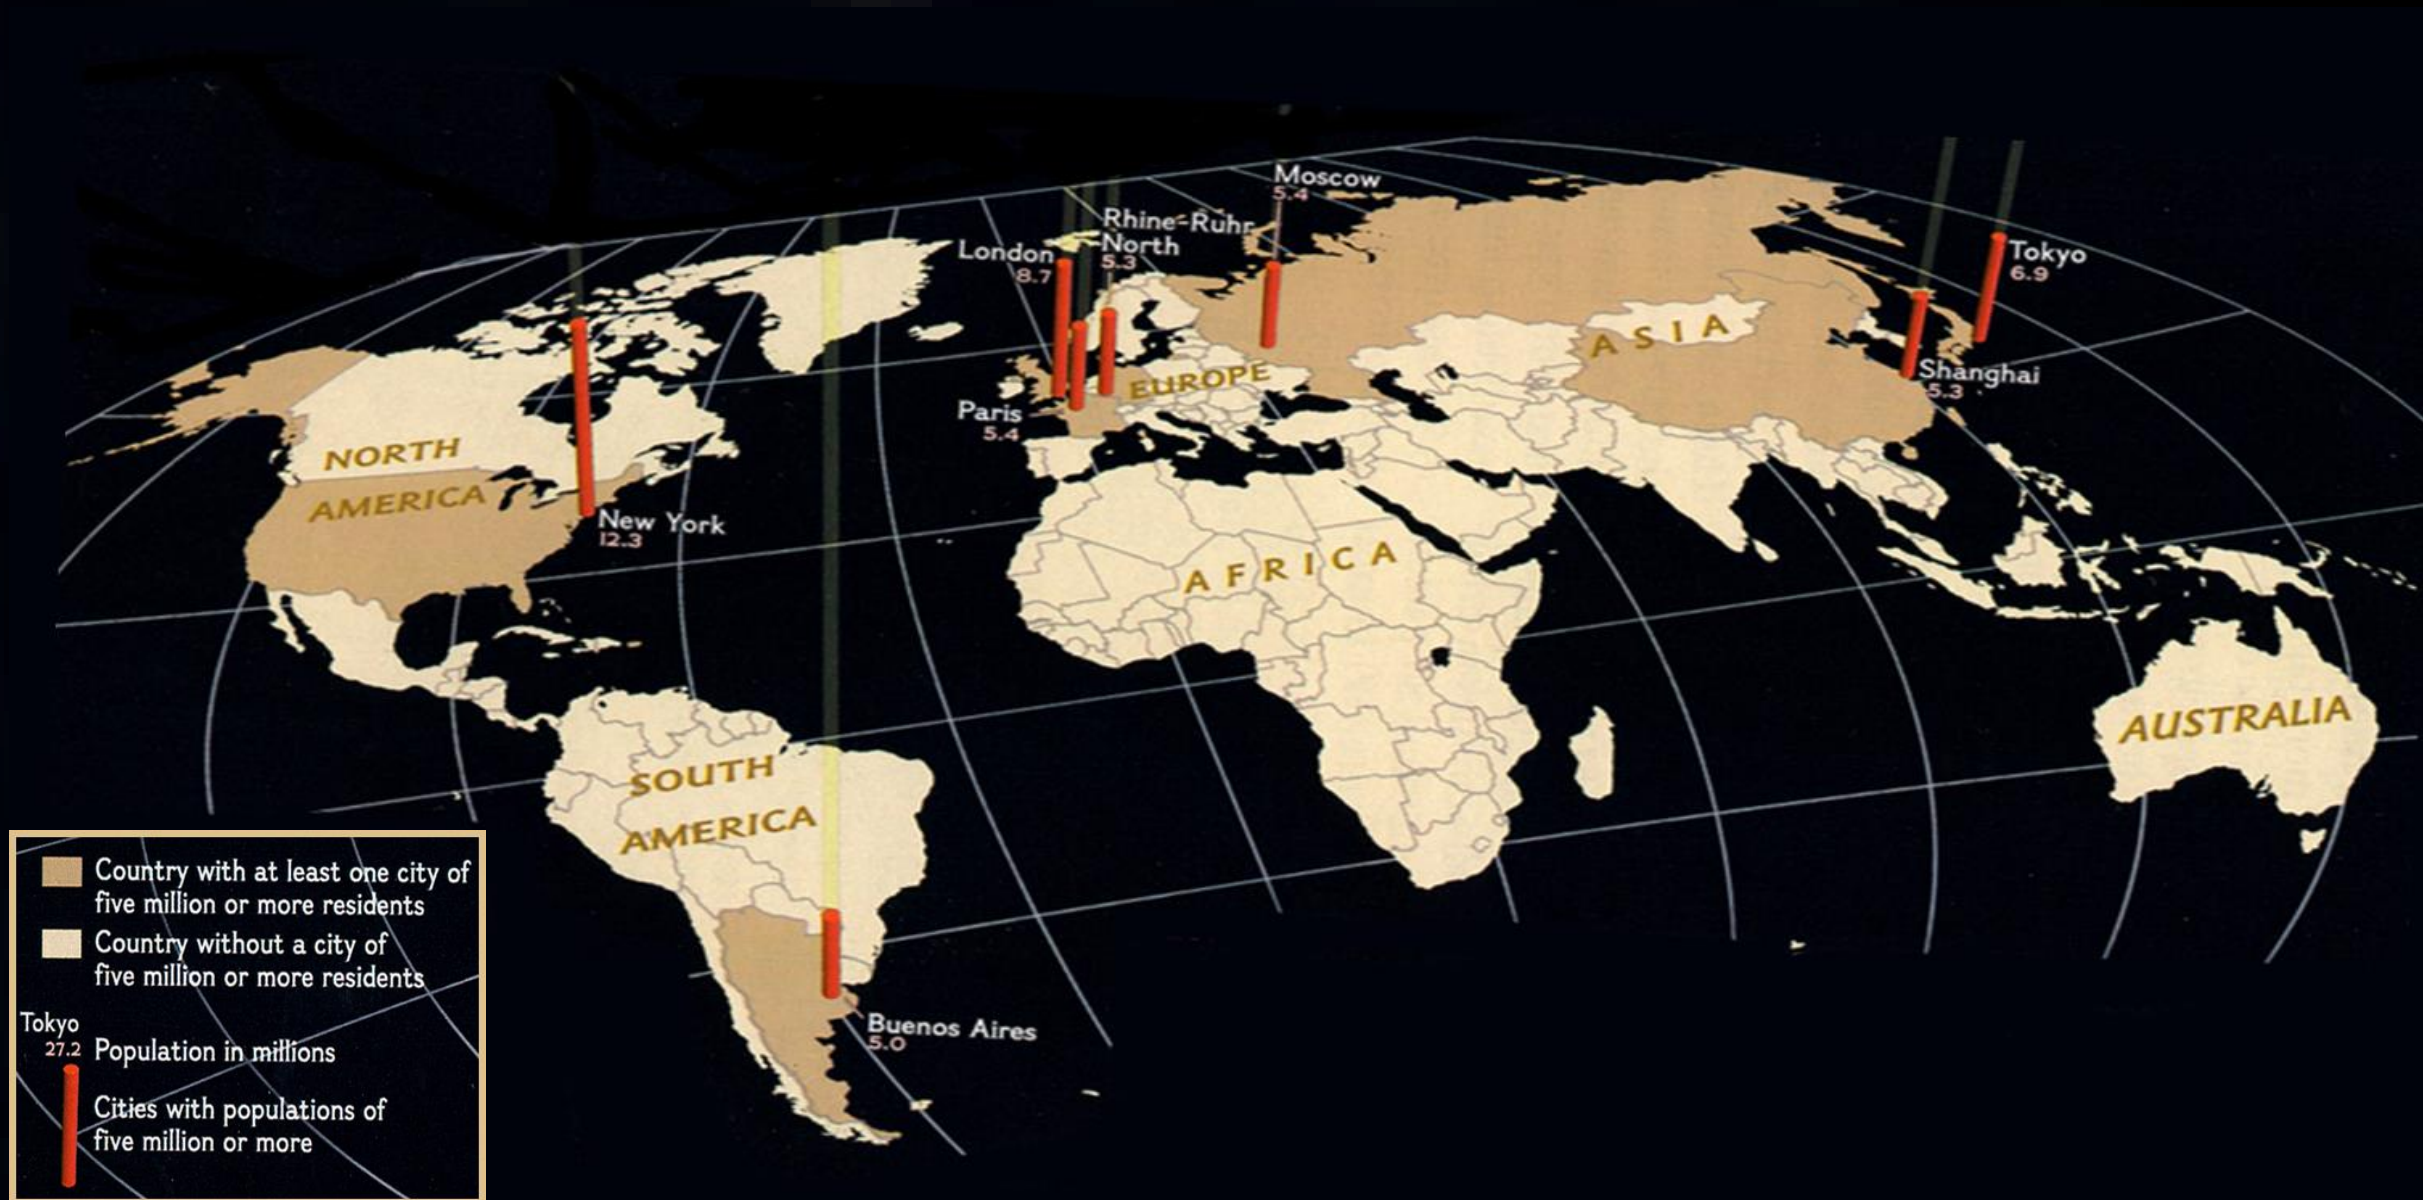 Moscow
5.4
Rhine-Ruhr
North
5.3
London
8.7
Tokyo
6.9
ASIA
Shanghai
5.3
EUROPE
Paris
5.4
NORTH
AMERICA
New York
12.3
AFRICA
SOUTH
AMERICA
AUSTRALIA
Buenos Aires
5.0
Country with at least one city of
five million or more residents
Country without a city of
five million or more residents
Tokyo
27.2 Population in millions
Cities with populations of
five million or more